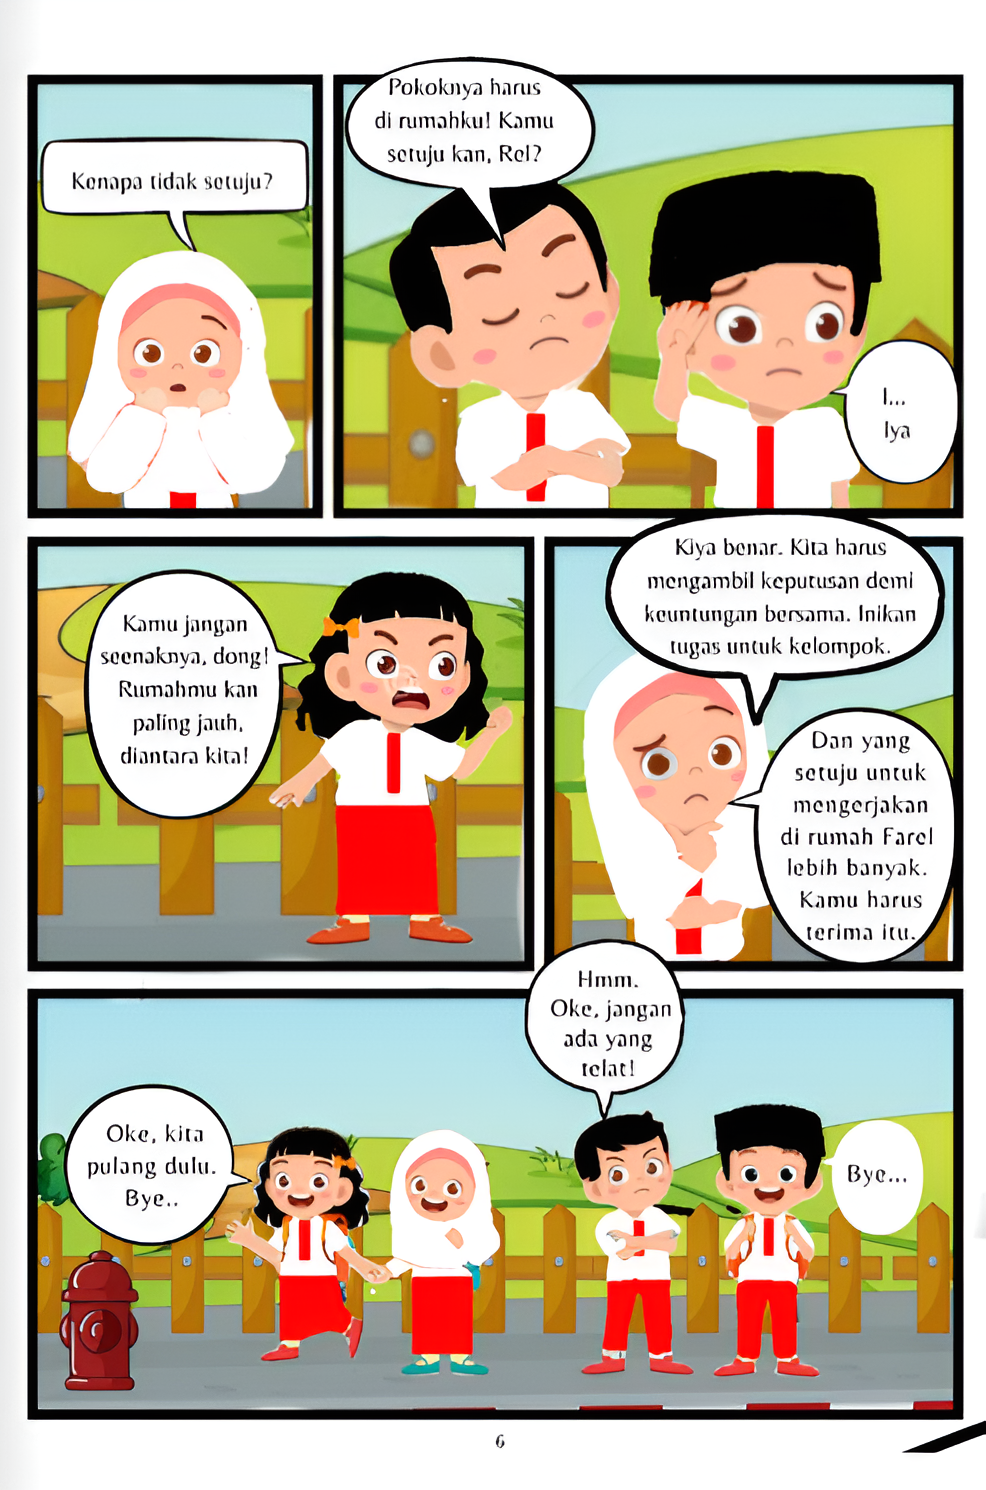 Kenapa tidak setuju?
Pokoknya harus
di rumahku! Kamu
setuju kan, Rel?
I...
Iya
Kamu jangan
seenaknya, dong!
Rumahmu kan
paling jauh,
diantara kita!
Kiya benar. Kita harus
mengambil keputusan demi
keuntungan bersama. Inikan
tugas untuk kelompok.
Dan yang
setuju untuk
mengerjakan
di rumah Farel
lebih banyak.
Kamu harus
terima itu.
Hmm.
Oke, jangan
ada yang
telat!
Oke, kita
pulang dulu.
Bye..
Bye...
6